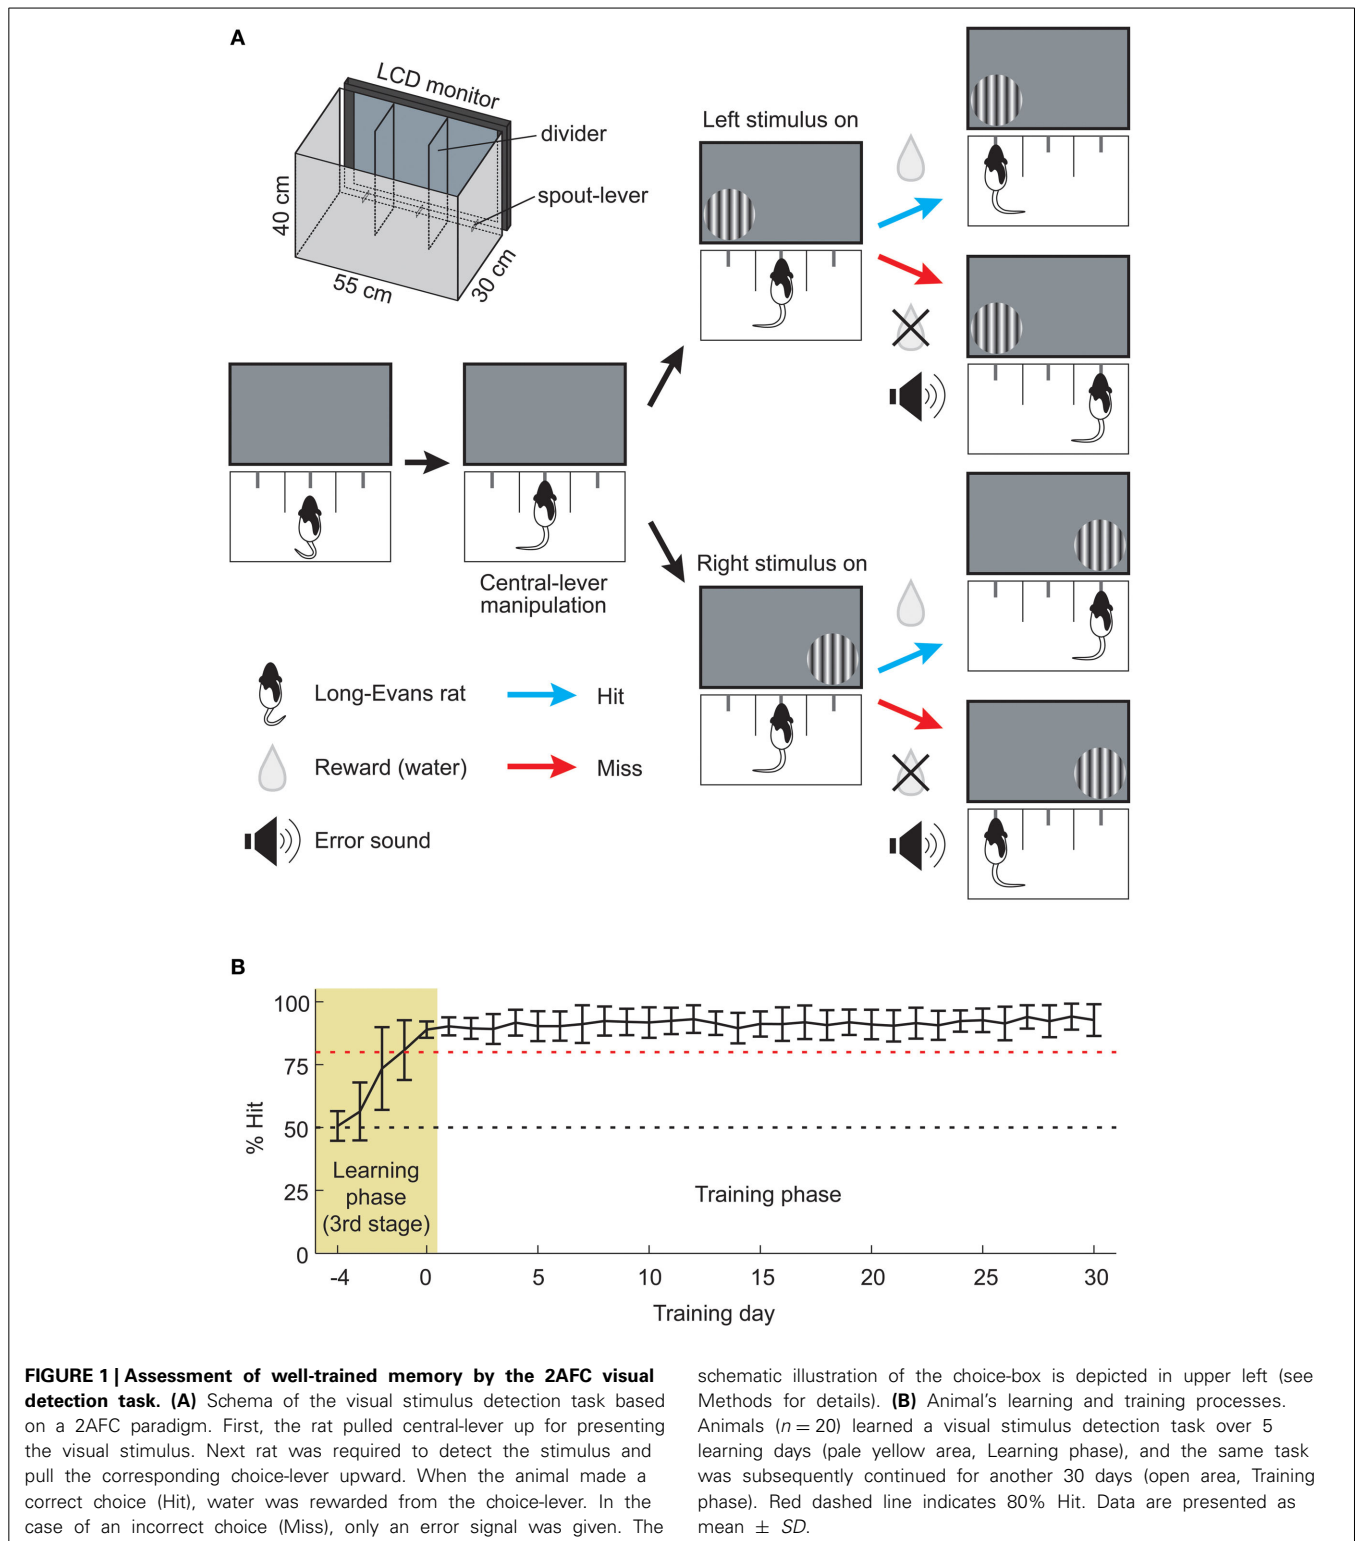 A
LCD monitor
divider
spout-lever
40 cm
55 cm
30 cm
Left stimulus on
Central-lever
manipulation
Right stimulus on
Long-Evans rat
Hit
Reward (water)
Miss
Error sound
B
100
75
50
25
0
% Hit
Learning
phase
(3rd stage)
Training phase
-4
0
5
10
15
20
25
30
Training day
FIGURE 1 | Assessment of well-trained memory by the 2AFC visual
detection task. (A) Schema of the visual stimulus detection task based
on a 2AFC paradigm. First, the rat pulled central-lever up for presenting
the visual stimulus. Next rat was required to detect the stimulus and
pull the corresponding choice-lever upward. When the animal made a
correct choice (Hit), water was rewarded from the choice-lever. In the
case of an incorrect choice (Miss), only an error signal was given. The
schematic illustration of the choice-box is depicted in upper left (see
Methods for details). (B) Animal's learning and training processes.
Animals (n = 20) learned a visual stimulus detection task over 5
learning days (pale yellow area, Learning phase), and the same task
was subsequently continued for another 30 days (open area, Training
phase). Red dashed line indicates 80% Hit. Data are presented as
mean ± SD.